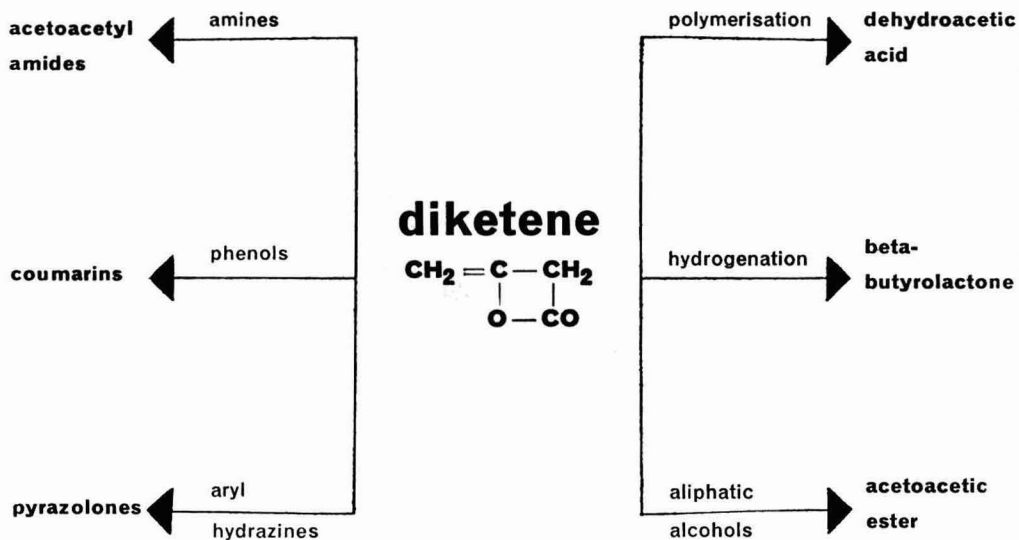 acetoacetyl
amides
amines
coumarins
phenols
pyrazolones
aryl
hydrazines
diketene
CH₂=C—CH₂
O—CO
polymerisation
dehydroacetic
acid
hydrogenation
beta-
butyrolactone
aliphatic
alcohols
acetoacetic
ester